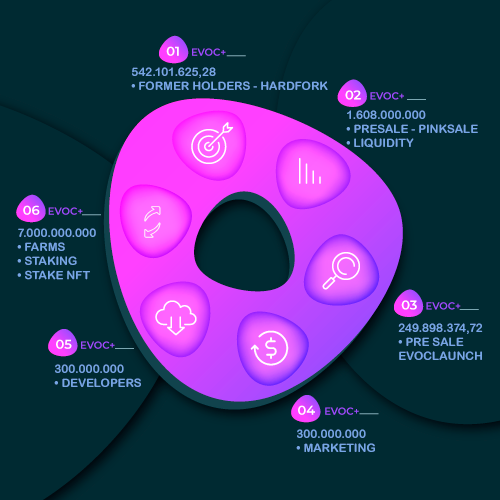 01 EVOC+
542.101.625,28
• FORMER HOLDERS - HARDFORK
02 EVOC+
1.608.000.000
• PRESALE - PINKSALE
• LIQUIDITY
03 EVOC+
249.898.374,72
• PRE SALE
EVOCLAUNCH
04 EVOC+
300.000.000
• MARKETING
05 EVOC+
300.000.000
• DEVELOPERS
06 EVOC+
7.000.000.000
• FARMS
• STAKING
• STAKE NFT
$